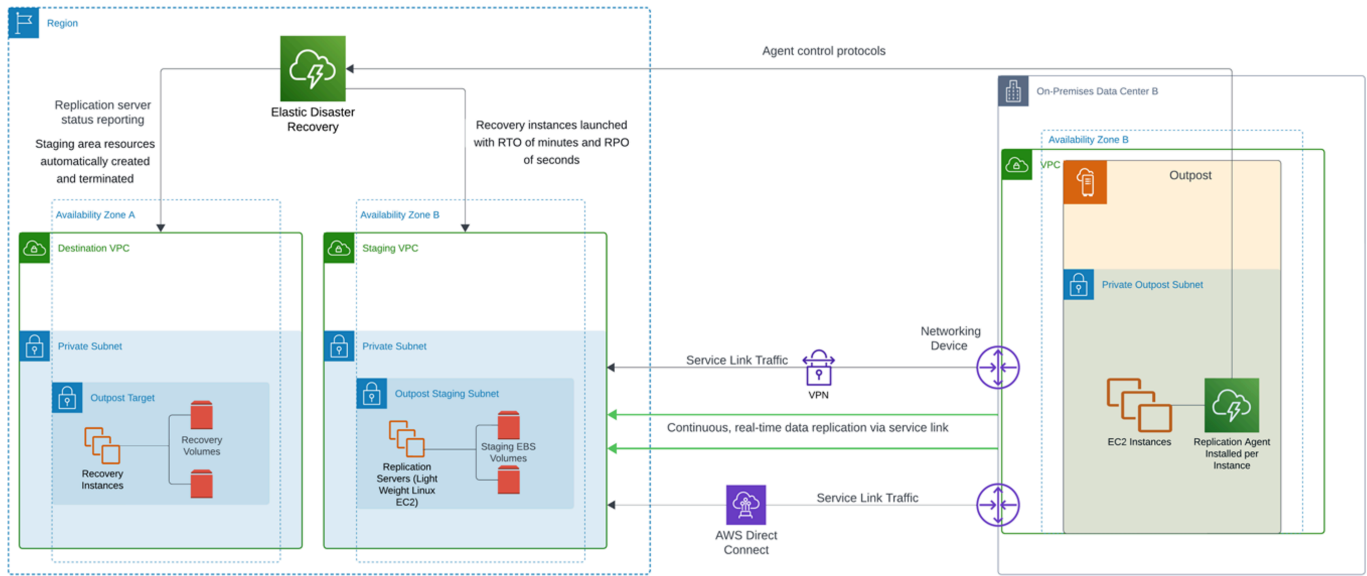 Region
Agent control protocols
Elastic Disaster
Recovery
Replication server
status reporting
Staging area resources
automatically created
and terminated
Recovery instances launched
with RTO of minutes and RPO
of seconds
Availability Zone A
Destination VPC
Private Subnet
Outpost Target
Recovery
Volumes
Recovery
Instances
Availability Zone B
Staging VPC
Private Subnet
Outpost Staging Subnet
Staging EBS
Volumes
Replication
Servers (Light
Weight Linux
EC2)
Networking
Device
Service Link Traffic
VPN
Continuous, real-time data replication via service link
Service Link Traffic
AWS Direct
Connect
On-Premises Data Center B
Availability Zone B
VPC
Outpost
Private Outpost Subnet
EC2 Instances
Replication Agent
Installed per
Instance